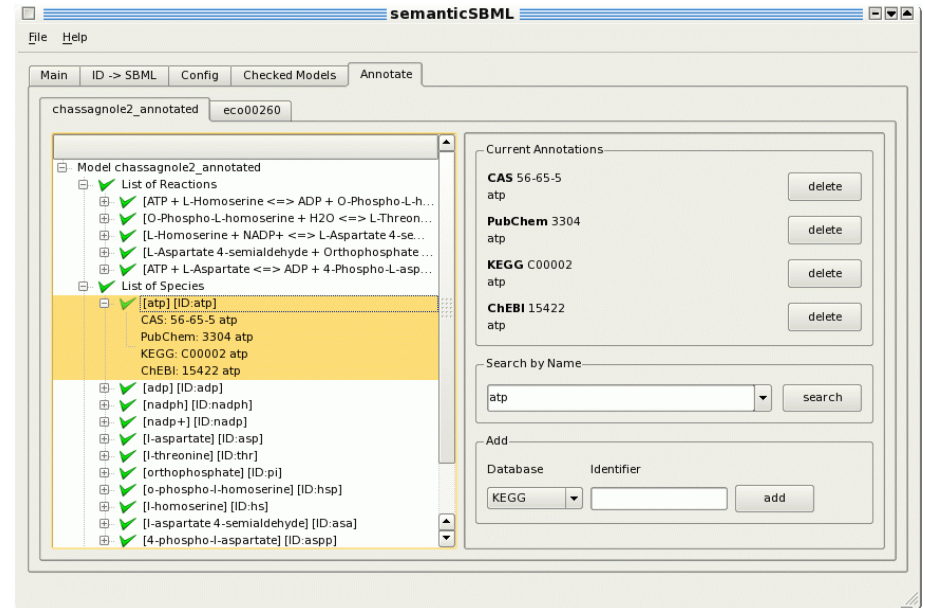 semanticSBML
File Help
Main ID -> SBML Config Checked Models Annotate
chassagnole2_annotated eco00260
Model chassagnole2_annotated
List of Reactions
[ATP + L-Homoserine <=> ADP + O-Phospho-L-h...
[O-Phospho-L-homoserine + H2O <=> L-Threon...
[L-Homoserine + NADP+ <=> L-Aspartate 4-se...
[L-Aspartate 4-semialdehyde + Orthophosphate ...
[ATP + L-Aspartate <=> ADP + 4-Phospho-L-asp...
List of Species
[atp] [ID:atp]
CAS: 56-65-5 atp
PubChem: 3304 atp
KEGG: C00002 atp
ChEBI: 15422 atp
[adp] [ID:adp]
[nadph] [ID:nadph]
[nadp+] [ID:nadp]
[l-aspartate] [ID:asp]
[l-threonine] [ID:thr]
[orthophosphate] [ID:pi]
[o-phospho-l-homoserine] [ID:hsp]
[l-homoserine] [ID:hs]
[l-aspartate 4-semialdehyde] [ID:asa]
[4-phospho-l-aspartate] [ID:aspp]
Current Annotations
CAS 56-65-5
atp
delete
PubChem 3304
atp
delete
KEGG C00002
atp
delete
ChEBI 15422
atp
delete
Search by Name
atp search
Add
Database Identifier
KEGG add